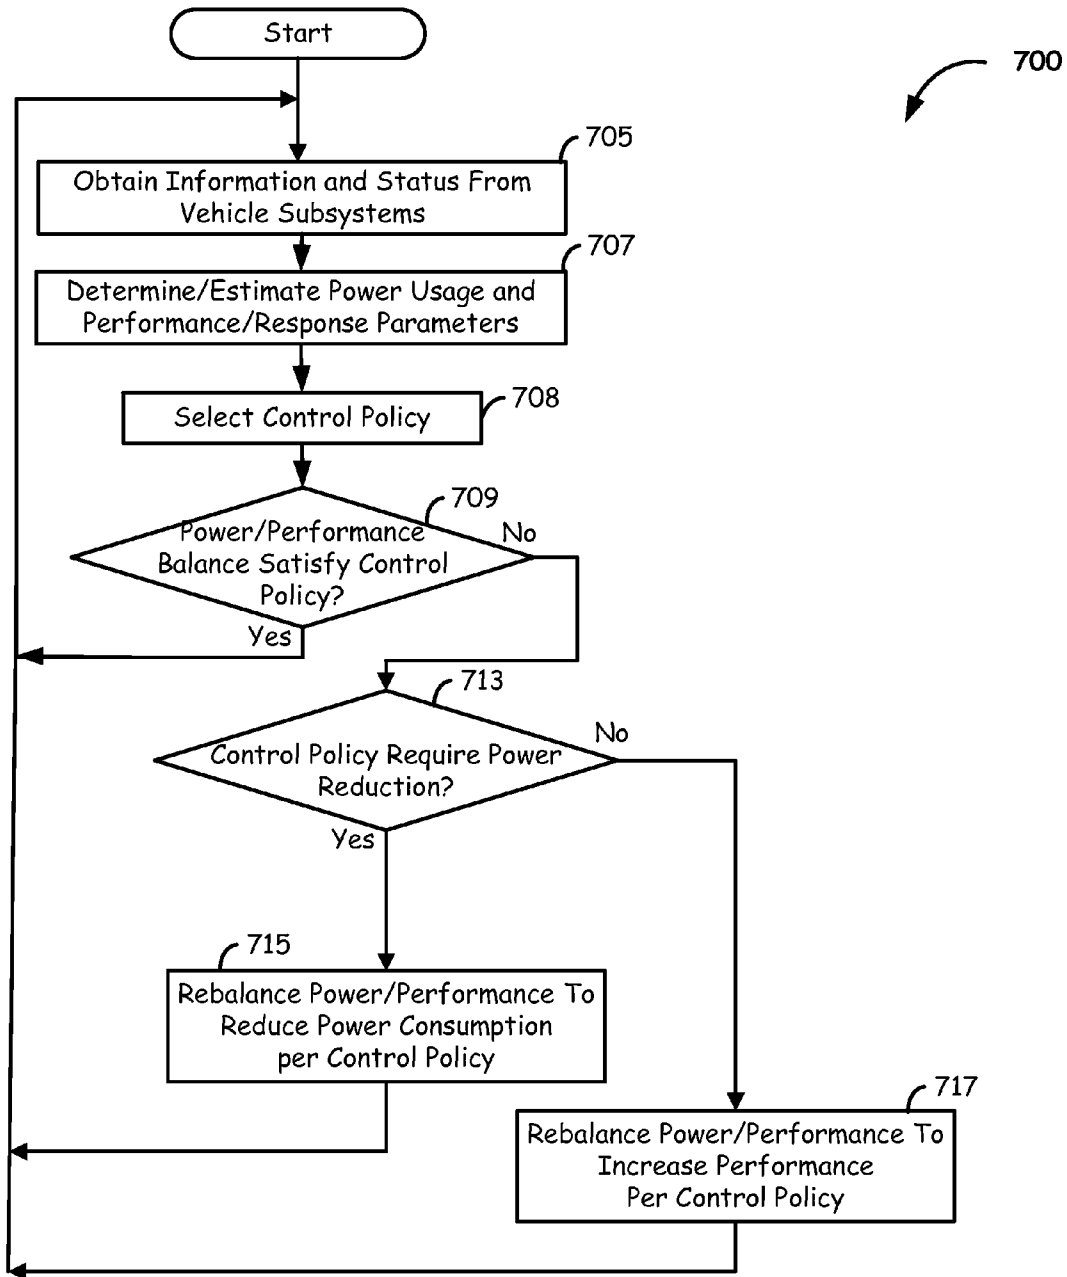 Start
700
705
Obtain Information and Status From
Vehicle Subsystems
707
Determine/Estimate Power Usage and
Performance/Response Parameters
708
Select Control Policy
709
No
Power/Performance
Balance Satisfy Control
Policy?
Yes
713
No
Control Policy Require Power
Reduction?
Yes
715
Rebalance Power/Performance To
Reduce Power Consumption
per Control Policy
717
Rebalance Power/Performance To
Increase Performance
Per Control Policy